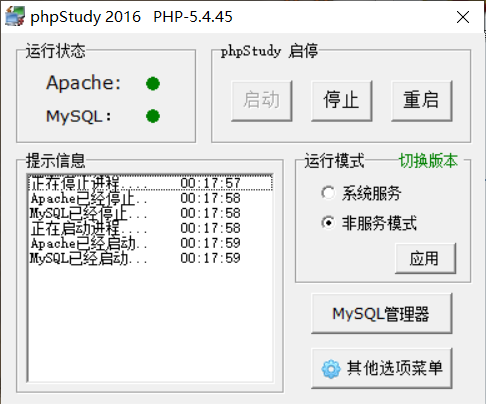 phpStudy 2016 PHP-5.4.45
运行状态
Apache:
MySQL:
phpStudy 启停
启动 停止 重启
提示信息
正在停止进程.... 00:17:57
Apache已经停止.. 00:17:58
MySQL已经停止... 00:17:58
正在启动进程.... 00:17:58
Apache已经启动.. 00:17:59
MySQL已经启动... 00:17:59
运行模式 切换版本
系统服务
非服务模式
应用
MySQL管理器
其他选项菜单